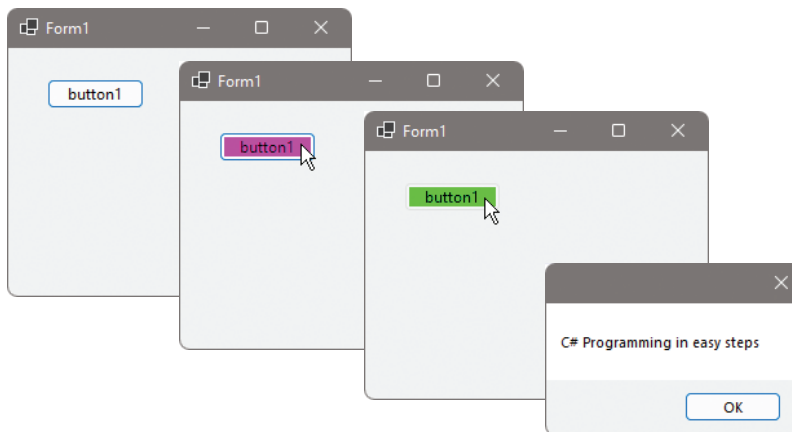 Form1
button1
Form1
button1
Form1
button1
C# Programming in easy steps
OK